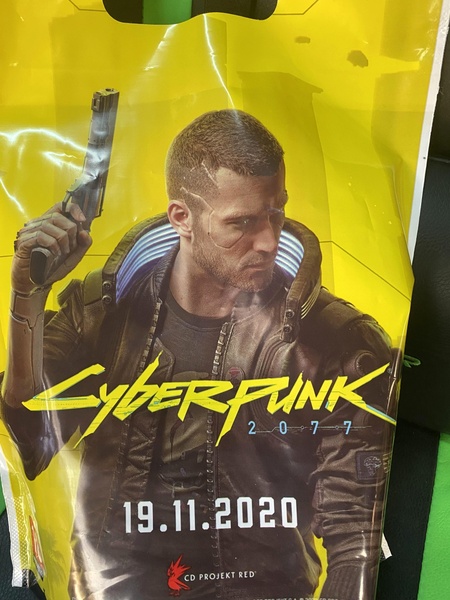 Cyberpunk
2077
19.11.2020
CD PROJEKT RED